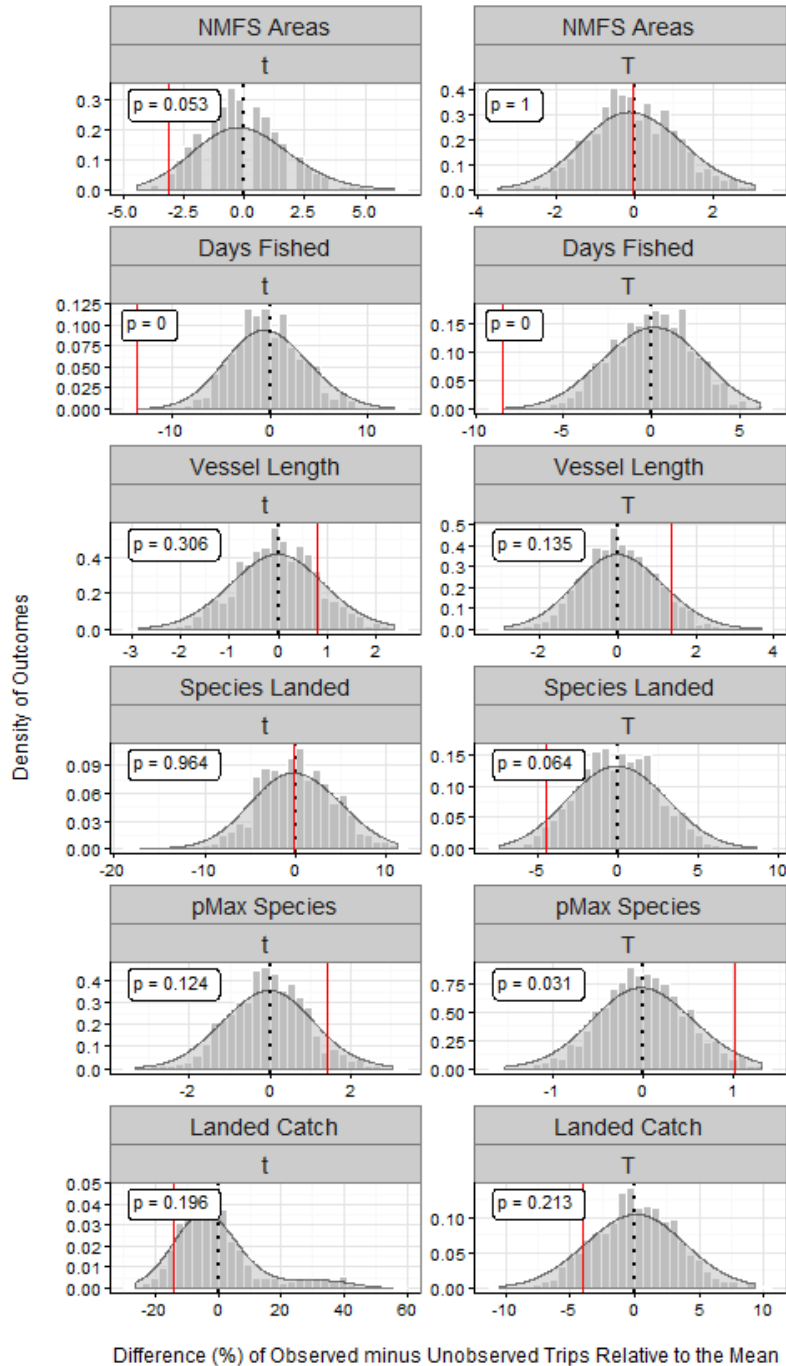 NMFS Areas
t
0.3
0.2
0.1
0.0
p = 0.053
-5.0
-2.5
0.0
2.5
5.0
NMFS Areas
T
0.4
0.3
0.2
0.1
0.0
p = 1
-4
-2
0
2
Days Fished
t
0.125
0.100
0.075
0.050
0.025
0.000
p = 0
-10
0
10
Days Fished
T
0.15
0.10
0.05
0.00
p = 0
-10
-5
0
5
Vessel Length
t
0.4
0.2
0.0
p = 0.306
-3
-2
-1
0
1
2
Vessel Length
T
0.5
0.4
0.3
0.2
0.1
0.0
p = 0.135
-2
0
2
4
Species Landed
t
0.09
0.06
0.03
0.00
p = 0.964
-20
-10
0
10
Species Landed
T
0.15
0.10
0.05
0.00
p = 0.064
-5
0
5
10
pMax Species
t
0.4
0.3
0.2
0.1
0.0
p = 0.124
-2
0
2
pMax Species
T
0.75
0.50
0.25
0.00
p = 0.031
-1
0
1
Landed Catch
t
0.05
0.04
0.03
0.02
0.01
0.00
p = 0.196
-20
0
20
40
60
Landed Catch
T
0.10
0.05
0.00
p = 0.213
-10
-5
0
5
10
Density of Outcomes
Difference (%) of Observed minus Unobserved Trips Relative to the Mean